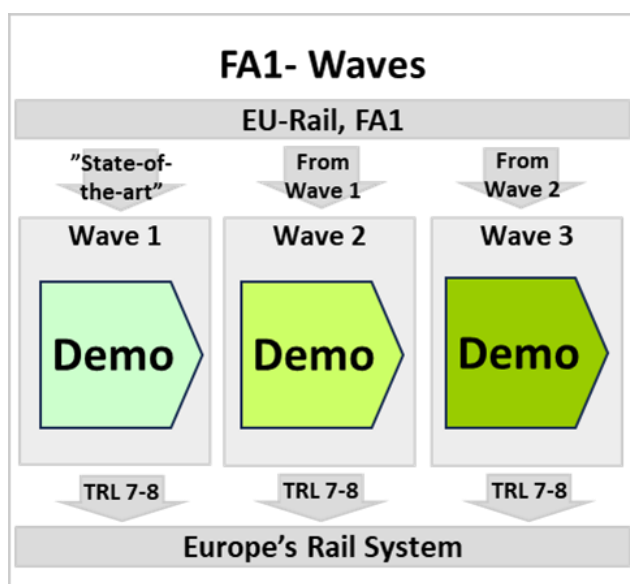 FA1- Waves
EU-Rail, FA1
”State-of-
the-art”
From
Wave 1
From
Wave 2
Wave 1
Wave 2
Wave 3
Demo
Demo
Demo
TRL 7-8
TRL 7-8
TRL 7-8
Europe’s Rail System